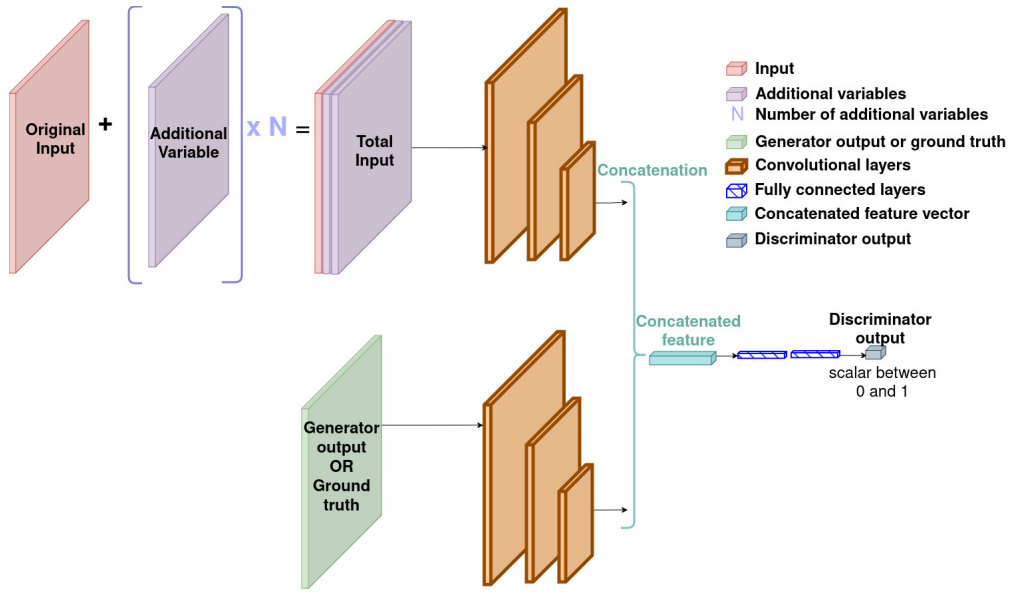 Original
Input
+
Additional
Variable
x N =
Total
Input
Concatenation
Input
Additional variables
N Number of additional variables
Generator output or ground truth
Convolutional layers
Fully connected layers
Concatenated feature vector
Discriminator output
Generator
output
OR
Ground
truth
Concatenated
feature
Discriminator
output
scalar between
0 and 1